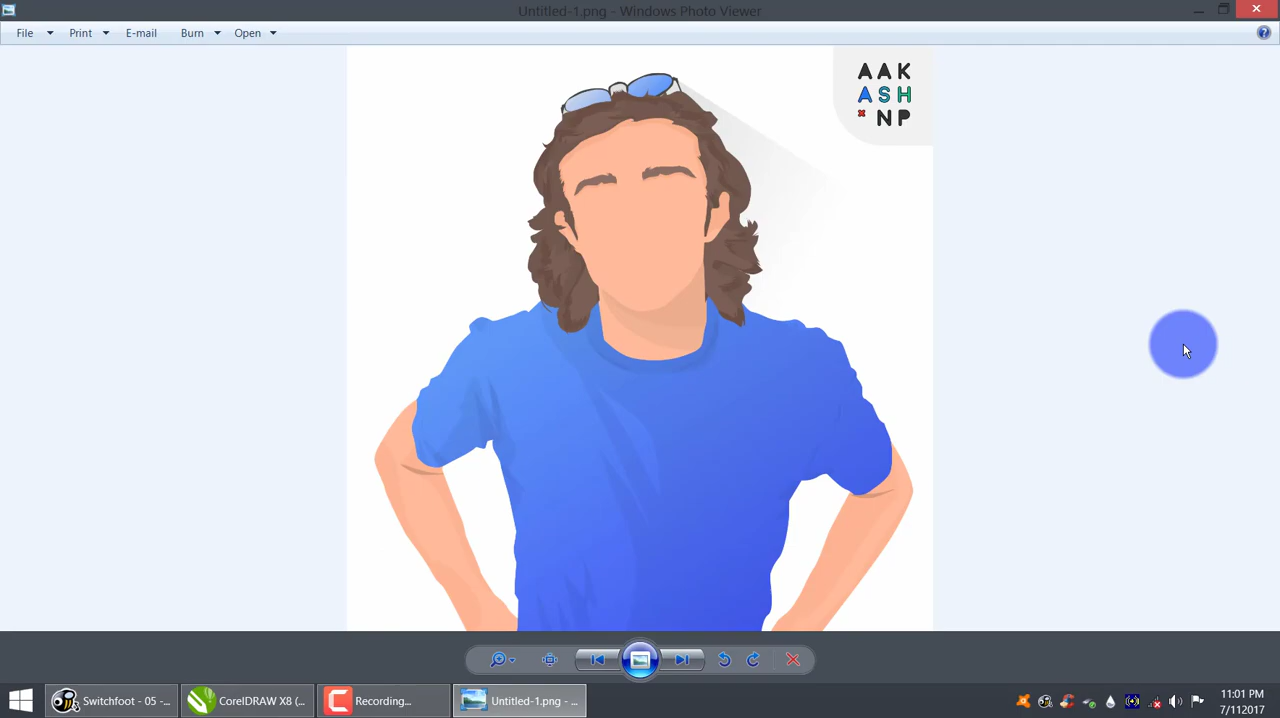 Untitled-1.png - Windows Photo Viewer
File Print E-mail Burn Open
AAK
ASH
x NP
Switchfoot - 05 -...
CorelDRAW X8 (...
Recording...
Untitled-1.png - ...
11:01 PM
7/11/2017